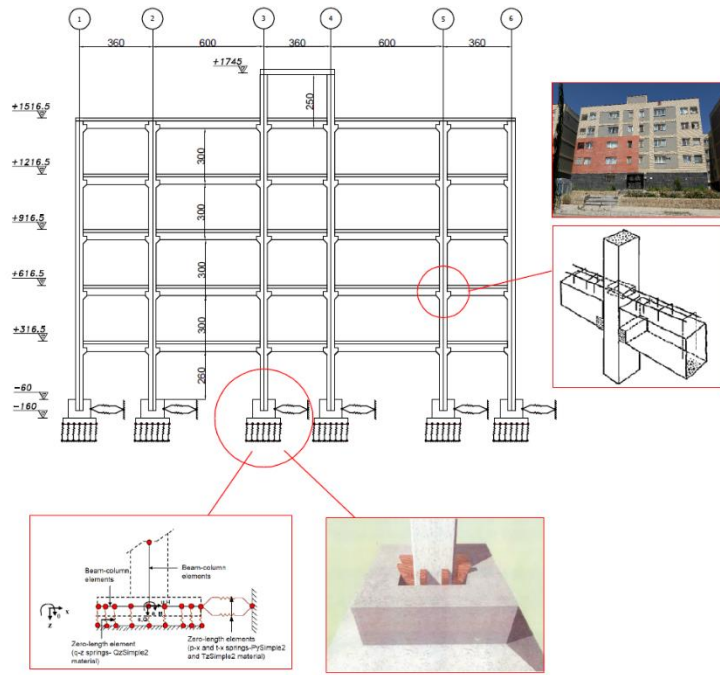 1 2 3 4 5 6
360 600 360 600 360
+1745
250
+1516.5
300
+1216.5
300
+916.5
300
+616.5
300
+316.5
260
-60
-160
Beam-column
elements
Beam-column
elements
x
θ
z
Zero-length element
(q-z springs- QzSimple2
material)
Zero-length elements
(p-x and t-x springs-PySimple2
and TzSimple2 material)